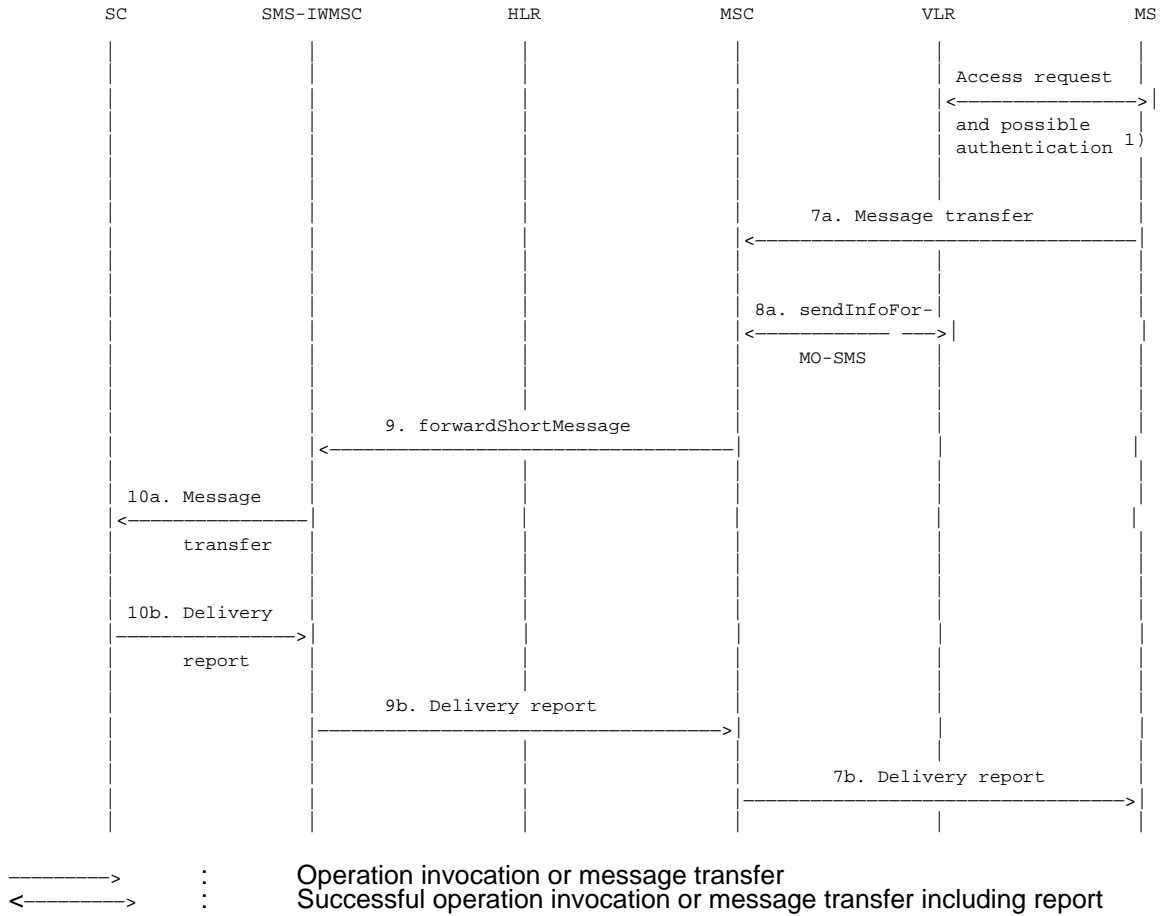 SC SMS-IWMSC HLR MSC VLR MS
Access request
and possible
authentication 1)
7a. Message transfer
8a. sendInfoFor-
MO-SMS
9. forwardShortMessage
10a. Message
transfer
10b. Delivery
report
9b. Delivery report
7b. Delivery report
: Operation invocation or message transfer
: Successful operation invocation or message transfer including report